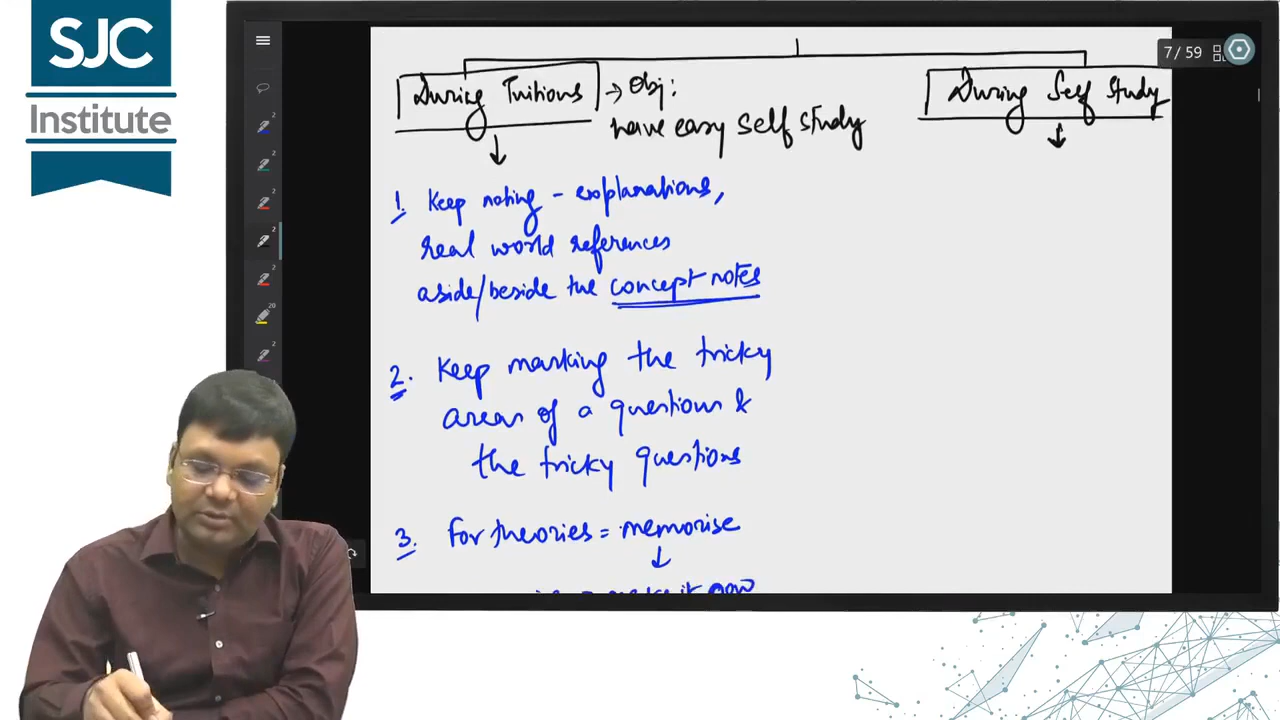 SJC
Institute
7 / 59
During Tuitions → Obj:
have easy self study
During Self Study
1. Keep noting - explanations,
real world references
aside/beside the concept notes
2. Keep marking the tricky
areas of a questions &
the tricky questions
3. For theories = memorise